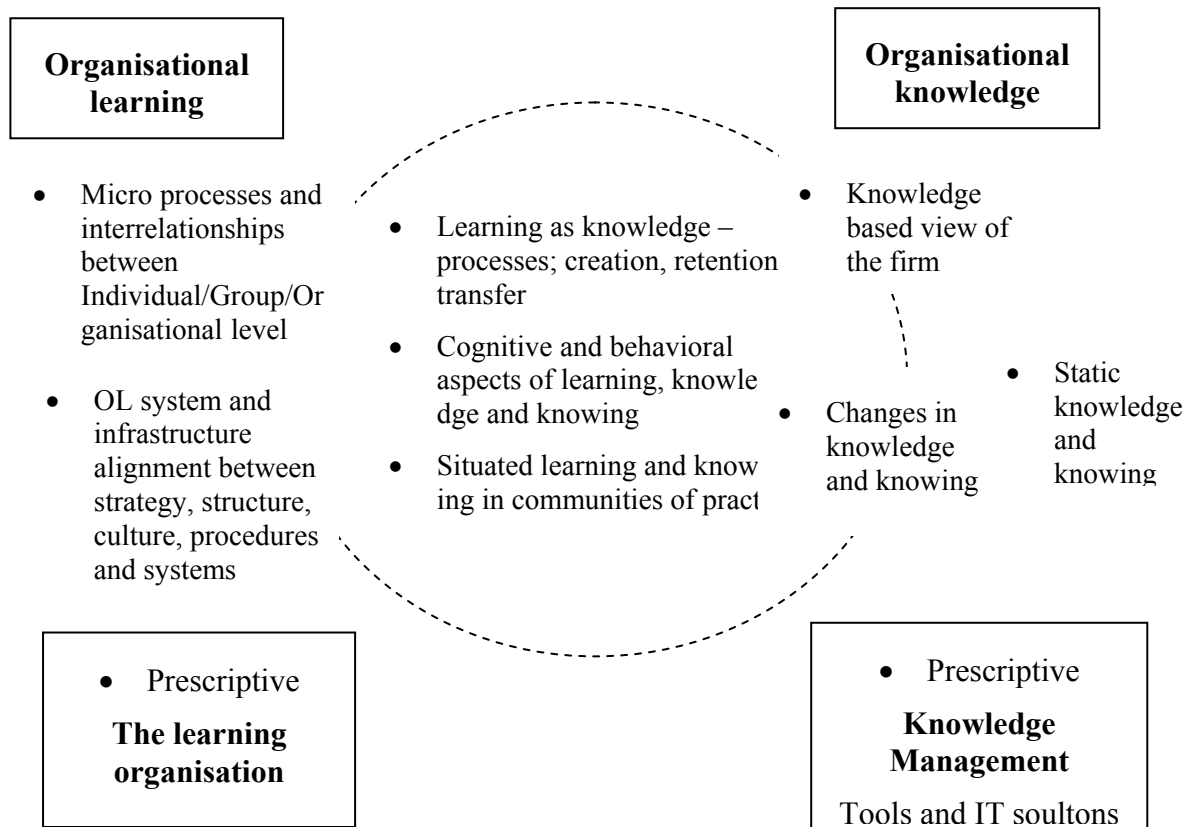 Organisational
learning
Organisational
knowledge
• Micro processes and
interrelationships
between
Individual/Group/Or
ganisational level
• OL system and
infrastructure
alignment between
strategy, structure,
culture, procedures
and systems
• Learning as knowledge –
processes; creation, retention
transfer
• Cognitive and behavioral
aspects of learning, knowle
dge and knowing
• Situated learning and know
ing in communities of pract
• Knowledge
based view of
the firm
• Changes in
knowledge
and knowing
• Static
knowledge
and
knowing
• Prescriptive
The learning
organisation
• Prescriptive
Knowledge
Management
Tools and IT soultons